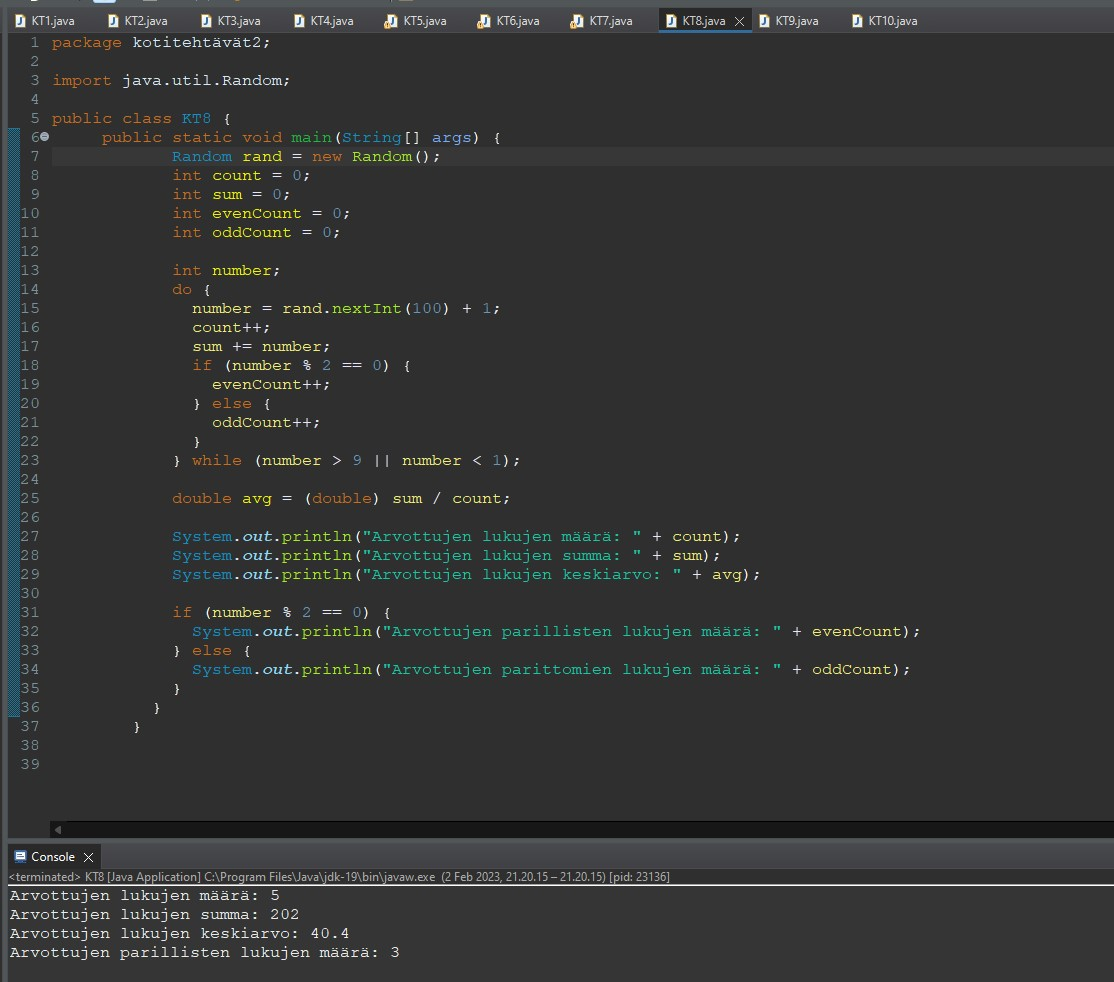 KT1.java KT2.java KT3.java KT4.java KT5.java KT6.java KT7.java KT8.java KT9.java KT10.java
1 package kotitehtävät2;
2
3 import java.util.Random;
4
5 public class KT8 {
6 public static void main(String[] args) {
7 Random rand = new Random();
8 int count = 0;
9 int sum = 0;
10 int evenCount = 0;
11 int oddCount = 0;
12
13 int number;
14 do {
15 number = rand.nextInt(100) + 1;
16 count++;
17 sum += number;
18 if (number % 2 == 0) {
19 evenCount++;
20 } else {
21 oddCount++;
22 }
23 } while (number > 9 || number < 1);
24
25 double avg = (double) sum / count;
26
27 System.out.println("Arvottujen lukujen määrä: " + count);
28 System.out.println("Arvottujen lukujen summa: " + sum);
29 System.out.println("Arvottujen lukujen keskiarvo: " + avg);
30
31 if (number % 2 == 0) {
32 System.out.println("Arvottujen parillisten lukujen määrä: " + evenCount);
33 } else {
34 System.out.println("Arvottujen parittomien lukujen määrä: " + oddCount);
35 }
36 }
37 }
38
39
Console
<terminated> KT8 [Java Application] C:\Program Files\Java\jdk-19\bin\javaw.exe (2 Feb 2023, 21.20.15 – 21.20.15) [pid: 23136]
Arvottujen lukujen määrä: 5
Arvottujen lukujen summa: 202
Arvottujen lukujen keskiarvo: 40.4
Arvottujen parillisten lukujen määrä: 3